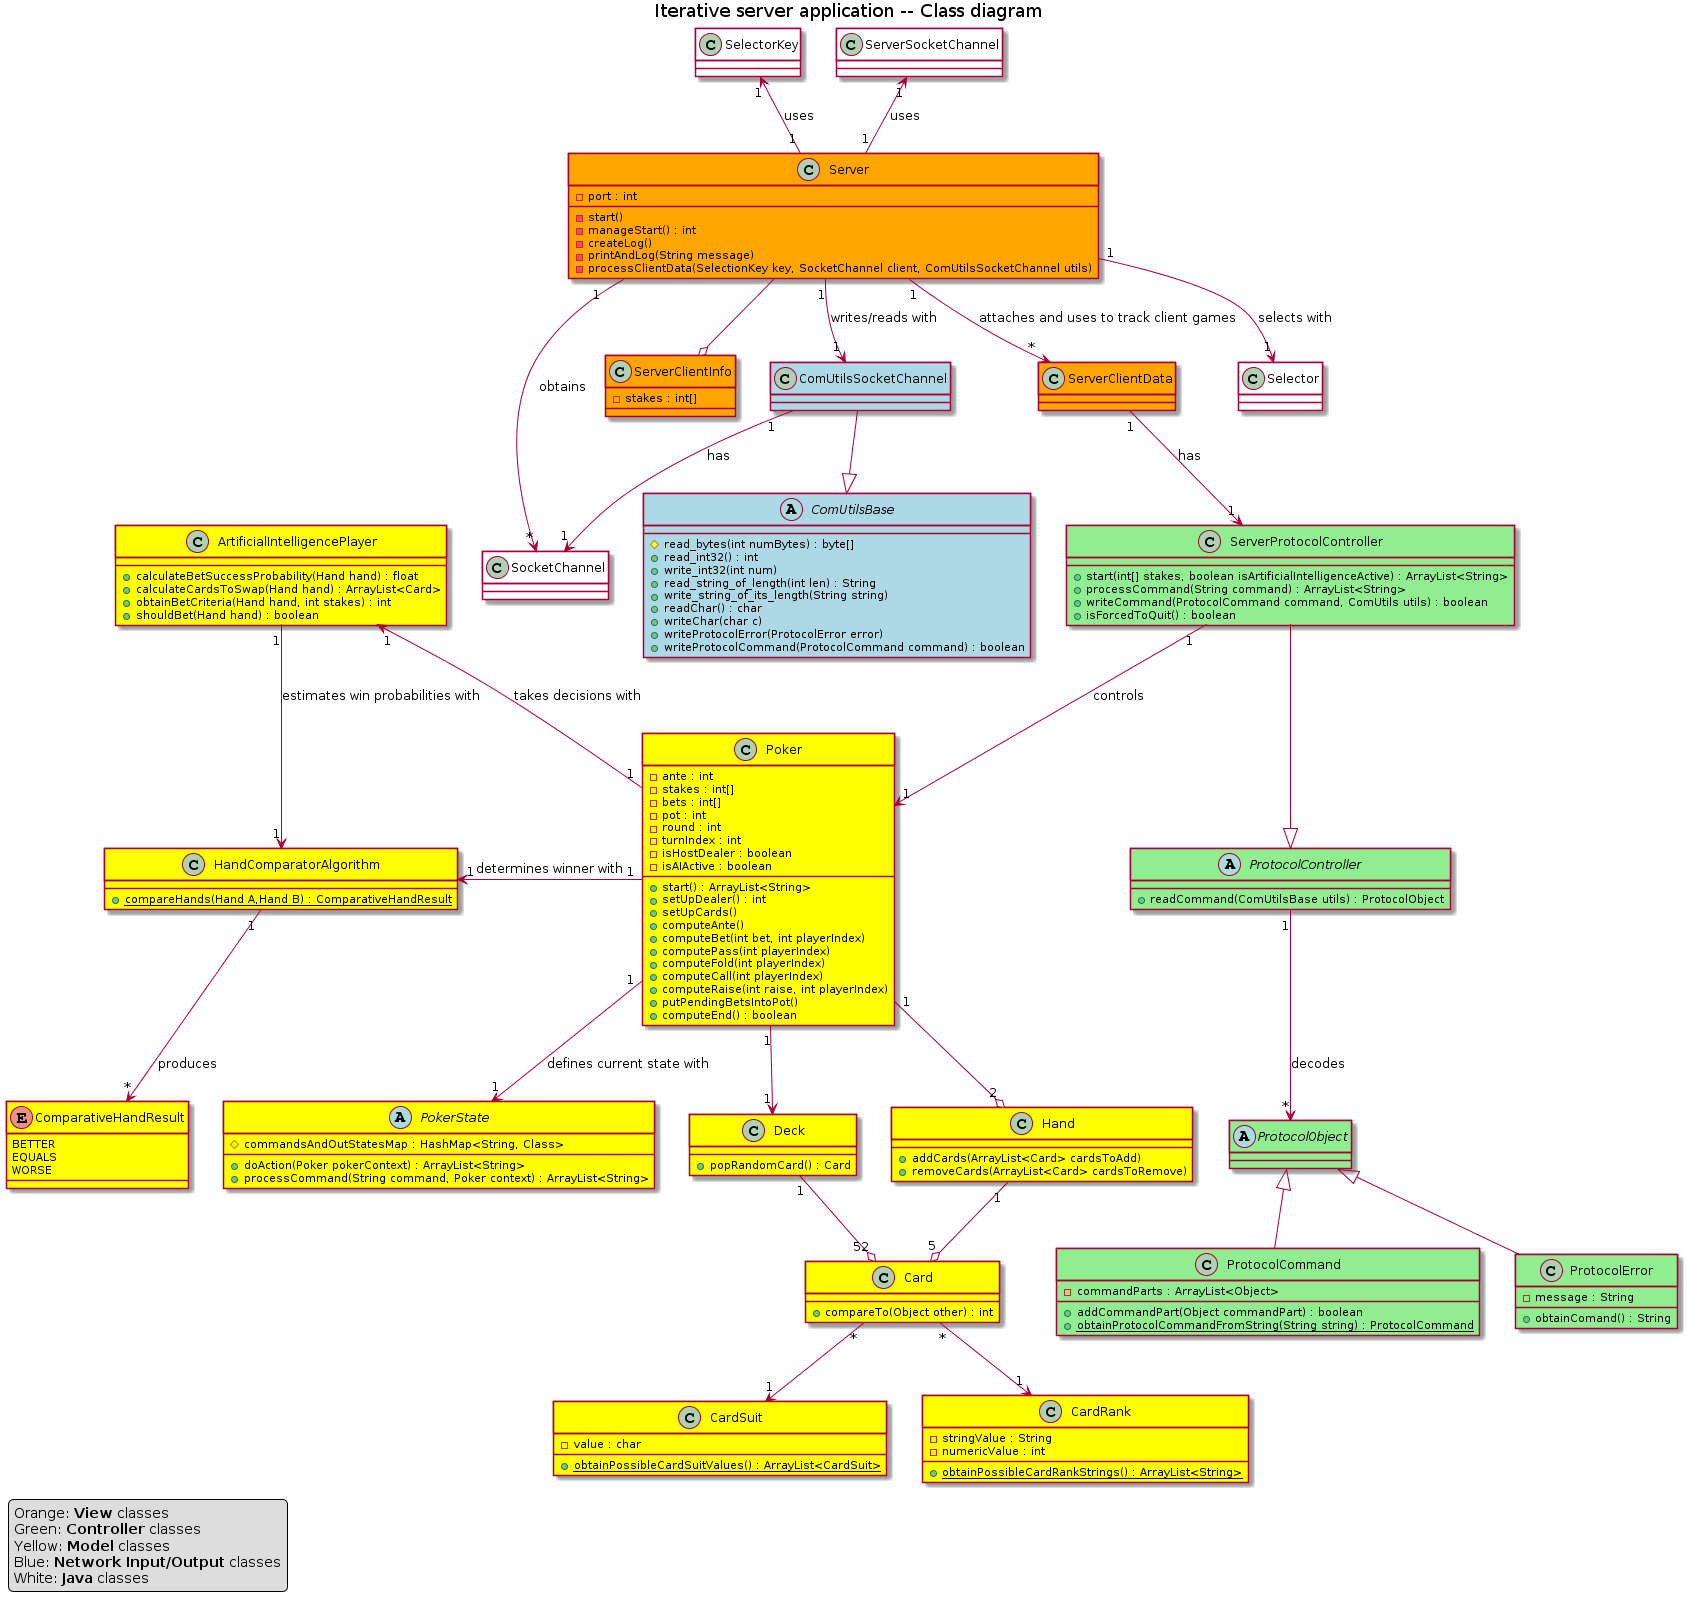 Iterative server application -- Class diagram
C SelectorKey
C ServerSocketChannel
1
1
uses
uses
1
1
C Server
port : int
start()
manageStart() : int
createLog()
printAndLog(String message)
processClientData(SelectionKey key, SocketChannel client, ComUtilsSocketChannel utils)
1
1
1
1
writes/reads with
attaches and uses to track client games
selects with
obtains
1
*
1
C ServerClientInfo
stakes : int[]
C ComUtilsSocketChannel
C ServerClientData
C Selector
1
1
has
has
*
1
1
C SocketChannel
A ComUtilsBase
read_bytes(int numBytes) : byte[]
read_int32() : int
write_int32(int num)
read_string_of_length(int len) : String
write_string_of_its_length(String string)
readChar() : char
writeChar(char c)
writeProtocolError(ProtocolError error)
writeProtocolCommand(ProtocolCommand command) : boolean
C ArtificialIntelligencePlayer
calculateBetSuccessProbability(Hand hand) : float
calculateCardsToSwap(Hand hand) : ArrayList<Card>
obtainBetCriteria(Hand hand, int stakes) : int
shouldBet(Hand hand) : boolean
C ServerProtocolController
start(int[] stakes, boolean isArtificialIntelligenceActive) : ArrayList<String>
processCommand(String command) : ArrayList<String>
writeCommand(ProtocolCommand command, ComUtils utils) : boolean
isForcedToQuit() : boolean
1
1
1
estimates win probabilities with
takes decisions with
controls
1
1
1
C Poker
ante : int
stakes : int[]
bets : int[]
pot : int
round : int
turnIndex : int
isHostDealer : boolean
isAIActive : boolean
start() : ArrayList<String>
setUpDealer() : int
setUpCards()
computeAnte()
computeBet(int bet, int playerIndex)
computePass(int playerIndex)
computeFold(int playerIndex)
computeCall(int playerIndex)
computeRaise(int raise, int playerIndex)
putPendingBetsIntoPot()
computeEnd() : boolean
C HandComparatorAlgorithm
compareHands(Hand A,Hand B) : ComparativeHandResult
1 determines winner with 1
A ProtocolController
readCommand(ComUtilsBase utils) : ProtocolObject
1
1
1
1
1
produces
defines current state with
decodes
*
1
1
2
*
E ComparativeHandResult
BETTER
EQUALS
WORSE
A PokerState
commandsAndOutStatesMap : HashMap<String, Class>
doAction(Poker pokerContext) : ArrayList<String>
processCommand(String command, Poker context) : ArrayList<String>
C Deck
popRandomCard() : Card
C Hand
addCards(ArrayList<Card> cardsToAdd)
removeCards(ArrayList<Card> cardsToRemove)
A ProtocolObject
1
1
52
5
C Card
compareTo(Object other) : int
C ProtocolCommand
commandParts : ArrayList<Object>
addCommandPart(Object commandPart) : boolean
obtainProtocolCommandFromString(String string) : ProtocolCommand
C ProtocolError
message : String
obtainComand() : String
*
*
1
1
C CardSuit
value : char
obtainPossibleCardSuitValues() : ArrayList<CardSuit>
C CardRank
stringValue : String
numericValue : int
obtainPossibleCardRankStrings() : ArrayList<String>
Orange: View classes
Green: Controller classes
Yellow: Model classes
Blue: Network Input/Output classes
White: Java classes